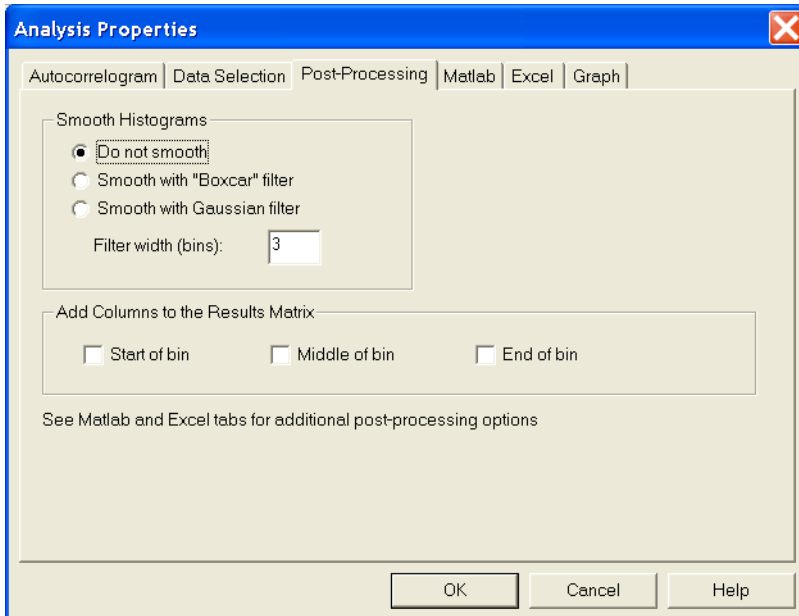 Analysis Properties
Autocorrelogram Data Selection Post-Processing Matlab Excel Graph
Smooth Histograms
Do not smooth
Smooth with "Boxcar" filter
Smooth with Gaussian filter
Filter width (bins): 3
Add Columns to the Results Matrix
Start of bin Middle of bin End of bin
See Matlab and Excel tabs for additional post-processing options
OK Cancel Help